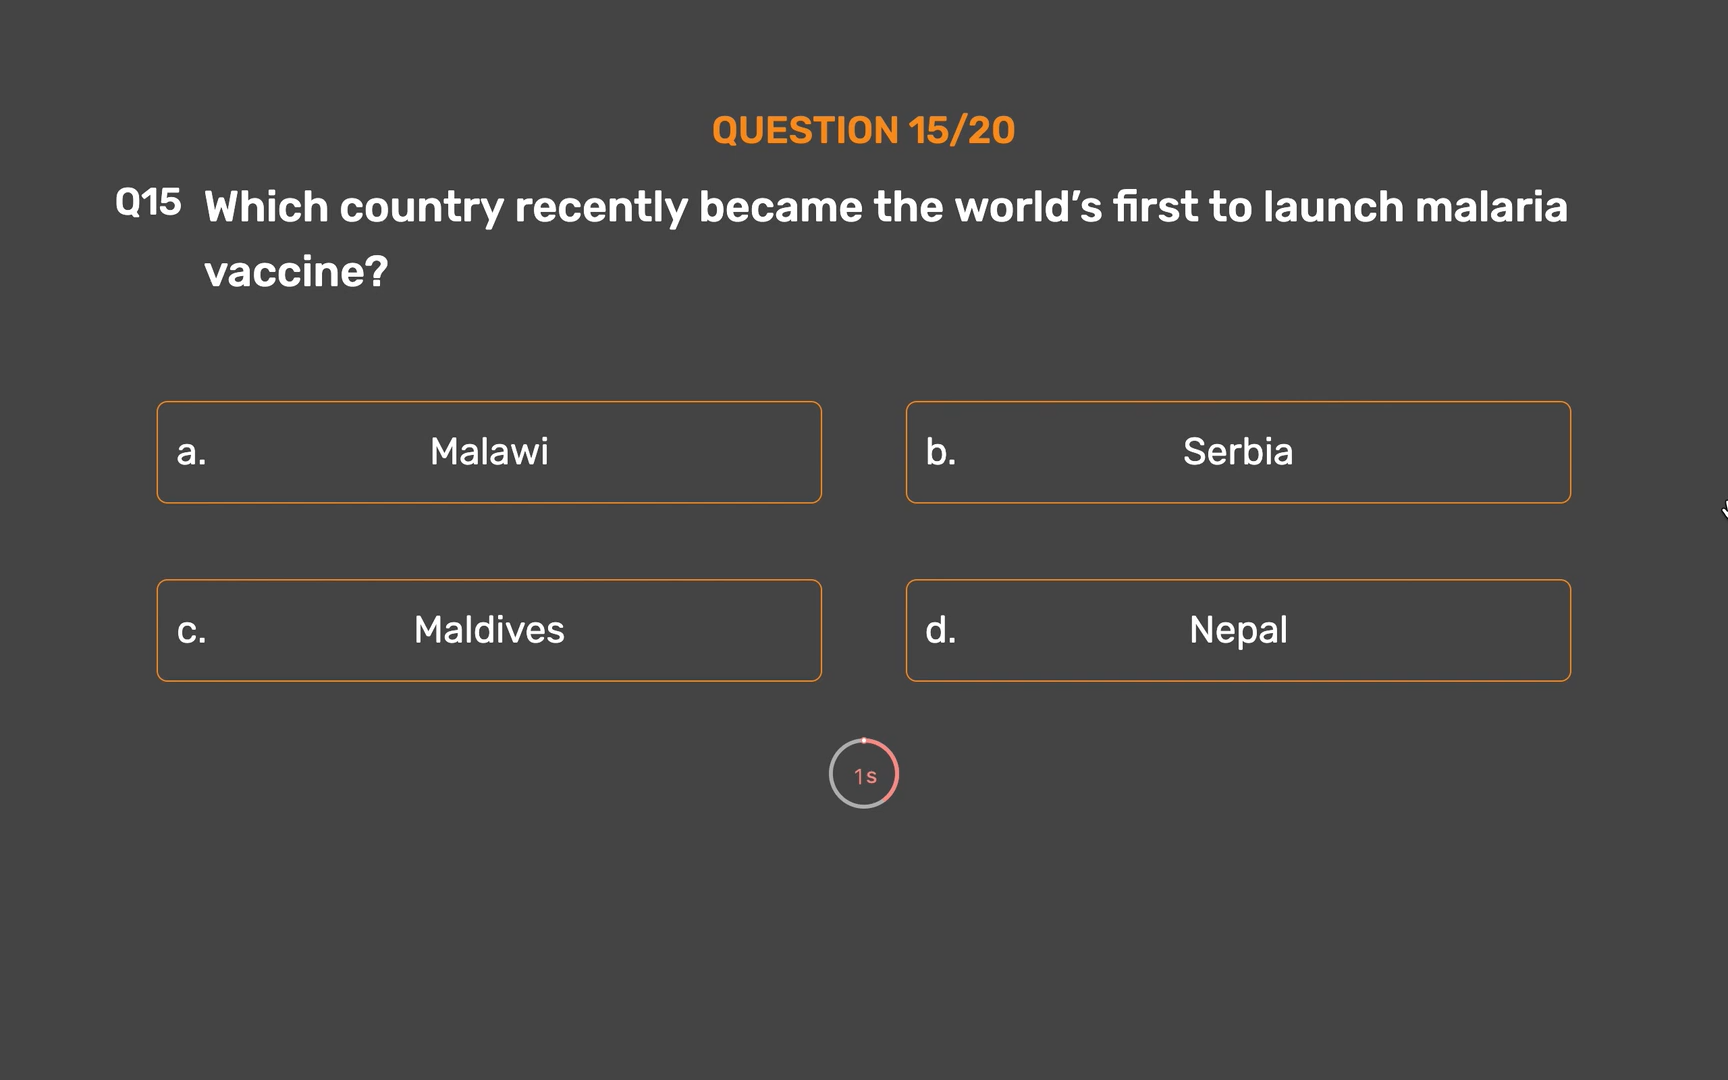 QUESTION 15/20
Q15 Which country recently became the world’s first to launch malaria
vaccine?
a. Malawi
b. Serbia
c. Maldives
d. Nepal
1s